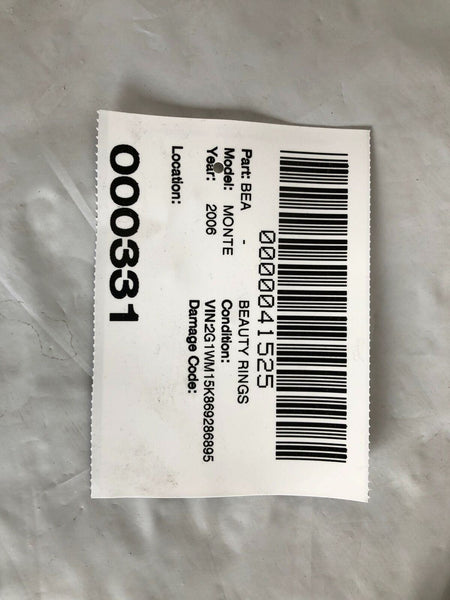 0000041525
Part: BEA - BEAUTY RINGS
Model: MONTE Condition:
Year: 2006 VIN:2G1WM15K869286895
Damage Code:
Location:
000331